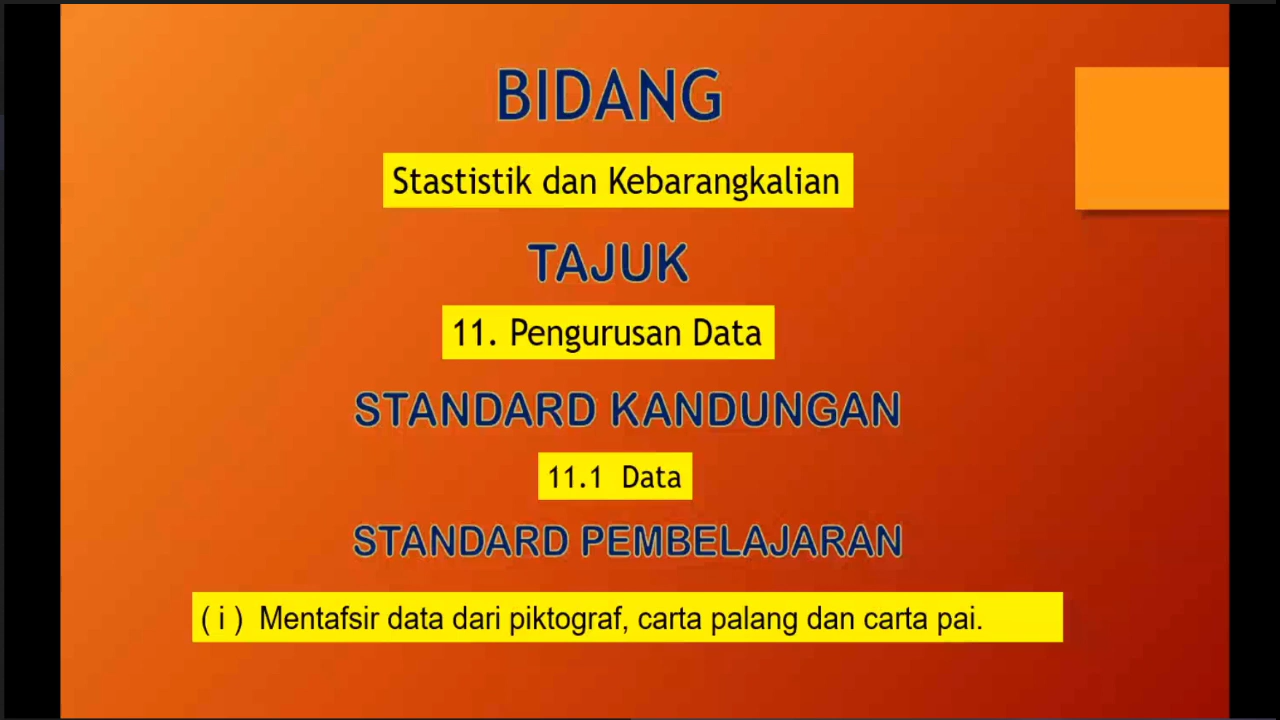 BIDANG
Stastistik dan Kebarangkalian
TAJUK
11. Pengurusan Data
STANDARD KANDUNGAN
11.1 Data
STANDARD PEMBELAJARAN
( i ) Mentafsir data dari piktograf, carta palang dan carta pai.